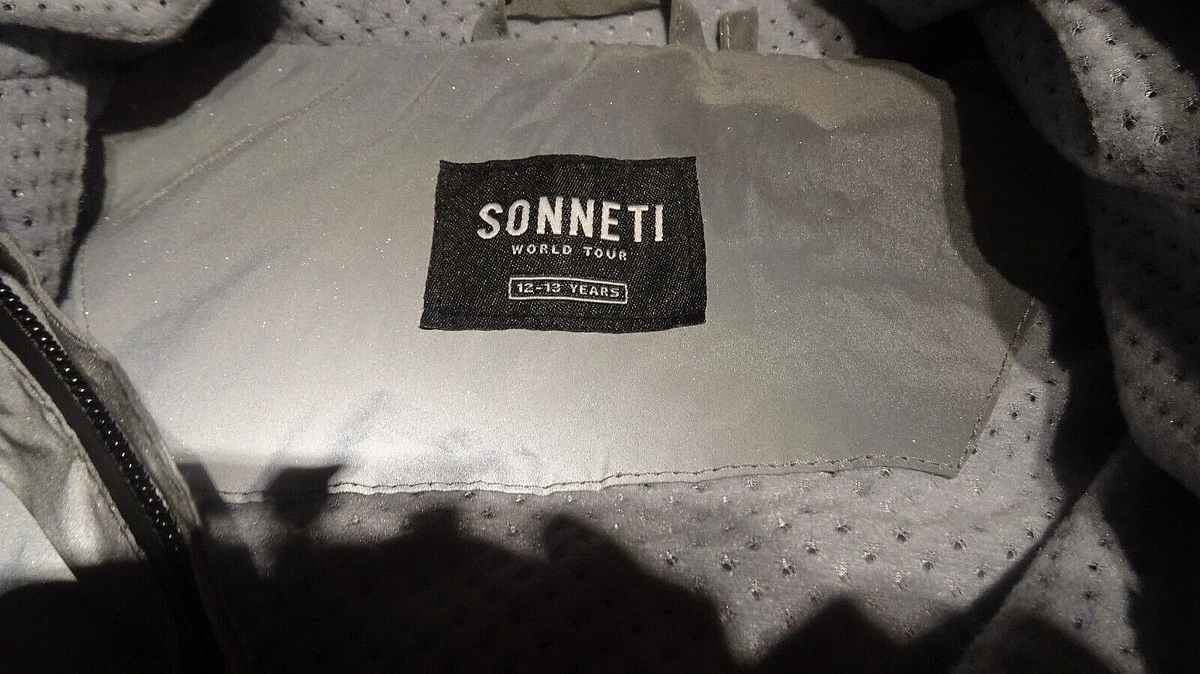 SONNETI
WORLD TOUR
12-13 YEARS